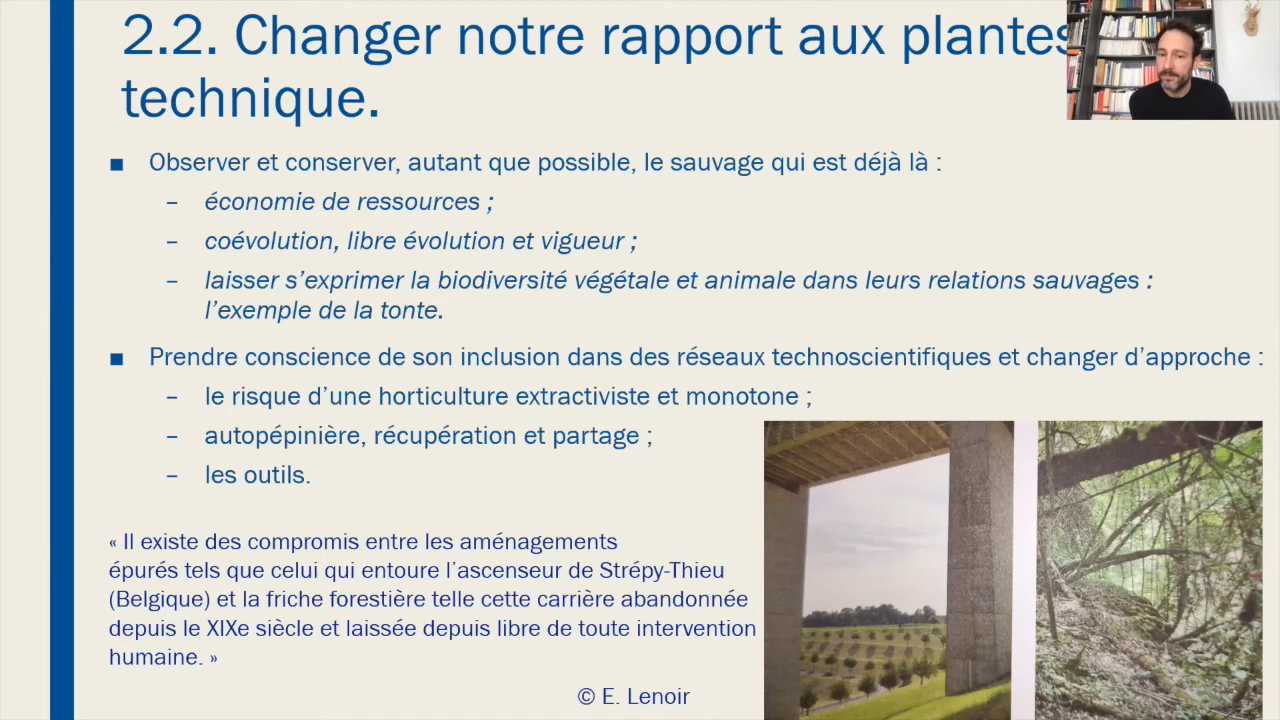 2.2. Changer notre rapport aux plantes
technique.
■ Observer et conserver, autant que possible, le sauvage qui est déjà là :
– économie de ressources ;
– coévolution, libre évolution et vigueur ;
– laisser s’exprimer la biodiversité végétale et animale dans leurs relations sauvages :
l’exemple de la tonte.
■ Prendre conscience de son inclusion dans des réseaux technoscientifiques et changer d’approche :
– le risque d’une horticulture extractiviste et monotone ;
– autopépinière, récupération et partage ;
– les outils.
« Il existe des compromis entre les aménagements
épurés tels que celui qui entoure l’ascenseur de Strépy-Thieu
(Belgique) et la friche forestière telle cette carrière abandonnée
depuis le XIXe siècle et laissée depuis libre de toute intervention
humaine. »
© E. Lenoir